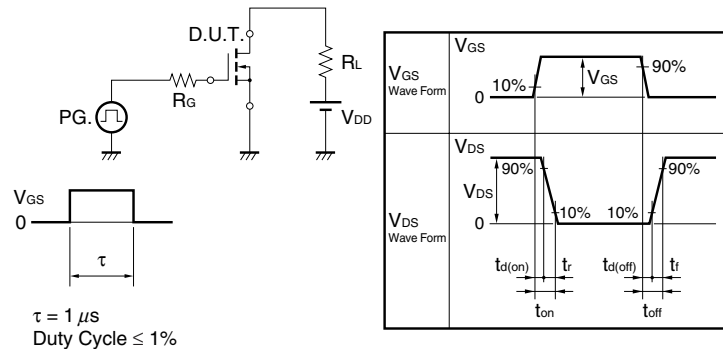 D.U.T.
RG
RL
PG.
VDD
VGS
0
τ
τ = 1 μs
Duty Cycle ≤ 1%
VGS
Wave Form
VGS
10%
VGS
90%
0
VDS
Wave Form
VDS
90%
VDS
10%
10%
90%
0
td(on)
tr
td(off)
tf
ton
toff